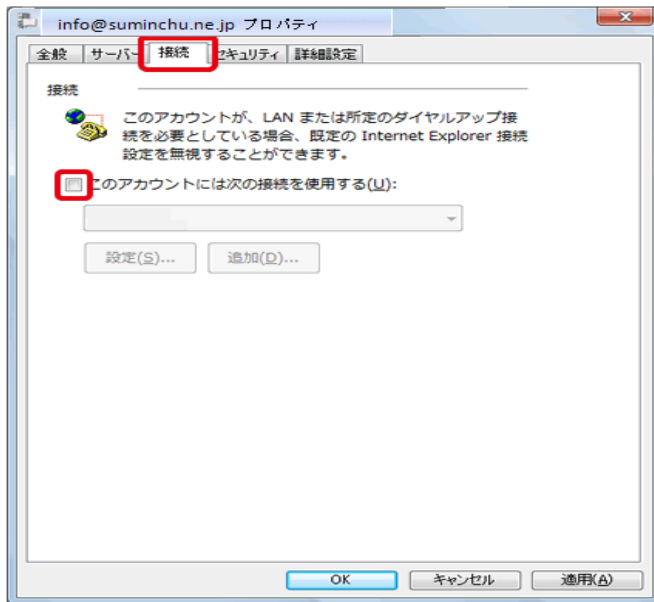 info@suminchu.ne.jp プロパティ
全般 サーバー 接続 セキュリティ 詳細設定
接続
このアカウントが、LAN または所定のダイヤルアップ接
続を必要としている場合、既定の Internet Explorer 接続
設定を無視することができます。
このアカウントには次の接続を使用する(U):
設定(S)... 追加(D)...
OK キャンセル 適用(A)